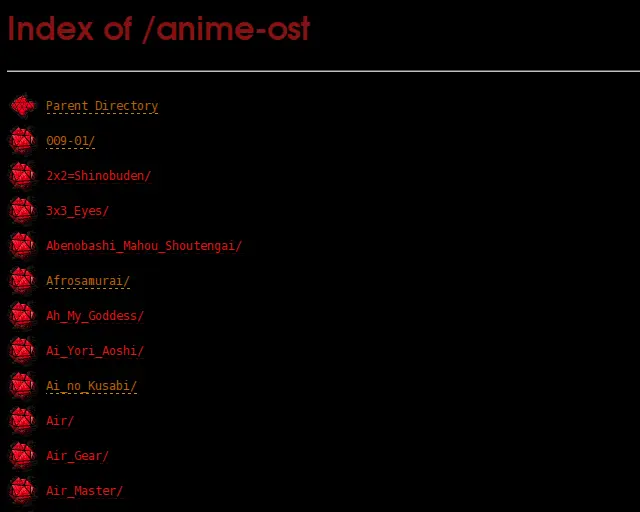 Index of /anime-ost
Parent Directory
009-01/
2x2=Shinobuden/
3x3_Eyes/
Abenobashi_Mahou_Shoutengai/
Afrosamurai/
Ah_My_Goddess/
Ai_Yori_Aoshi/
Ai_no_Kusabi/
Air/
Air_Gear/
Air_Master/